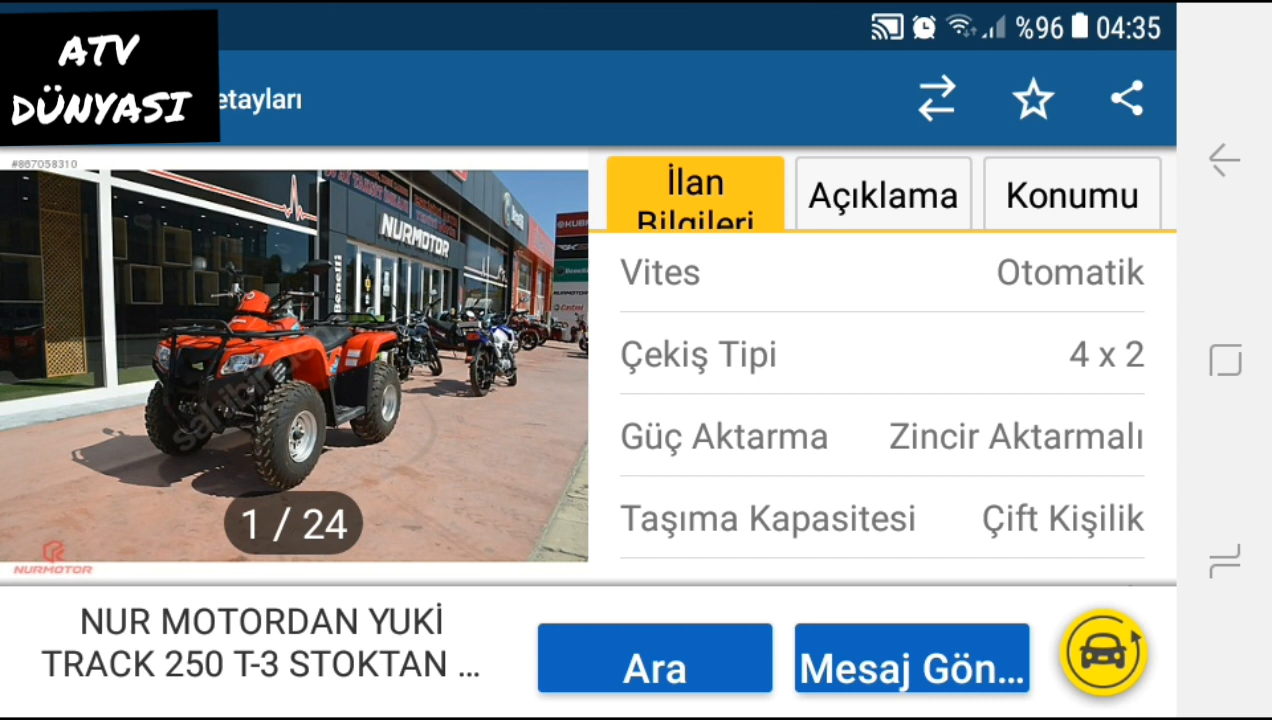 ATV
DÜNYASI
%96 04:35
etayları
#867058310
NURMOTOR
Benelli
sahibin
1 / 24
NURMOTOR
İlan
Bilgileri
Açıklama
Konumu
Vites Otomatik
Çekiş Tipi 4 x 2
Güç Aktarma Zincir Aktarmalı
Taşıma Kapasitesi Çift Kişilik
NUR MOTORDAN YUKİ
TRACK 250 T-3 STOKTAN ...
Ara
Mesaj Gön...